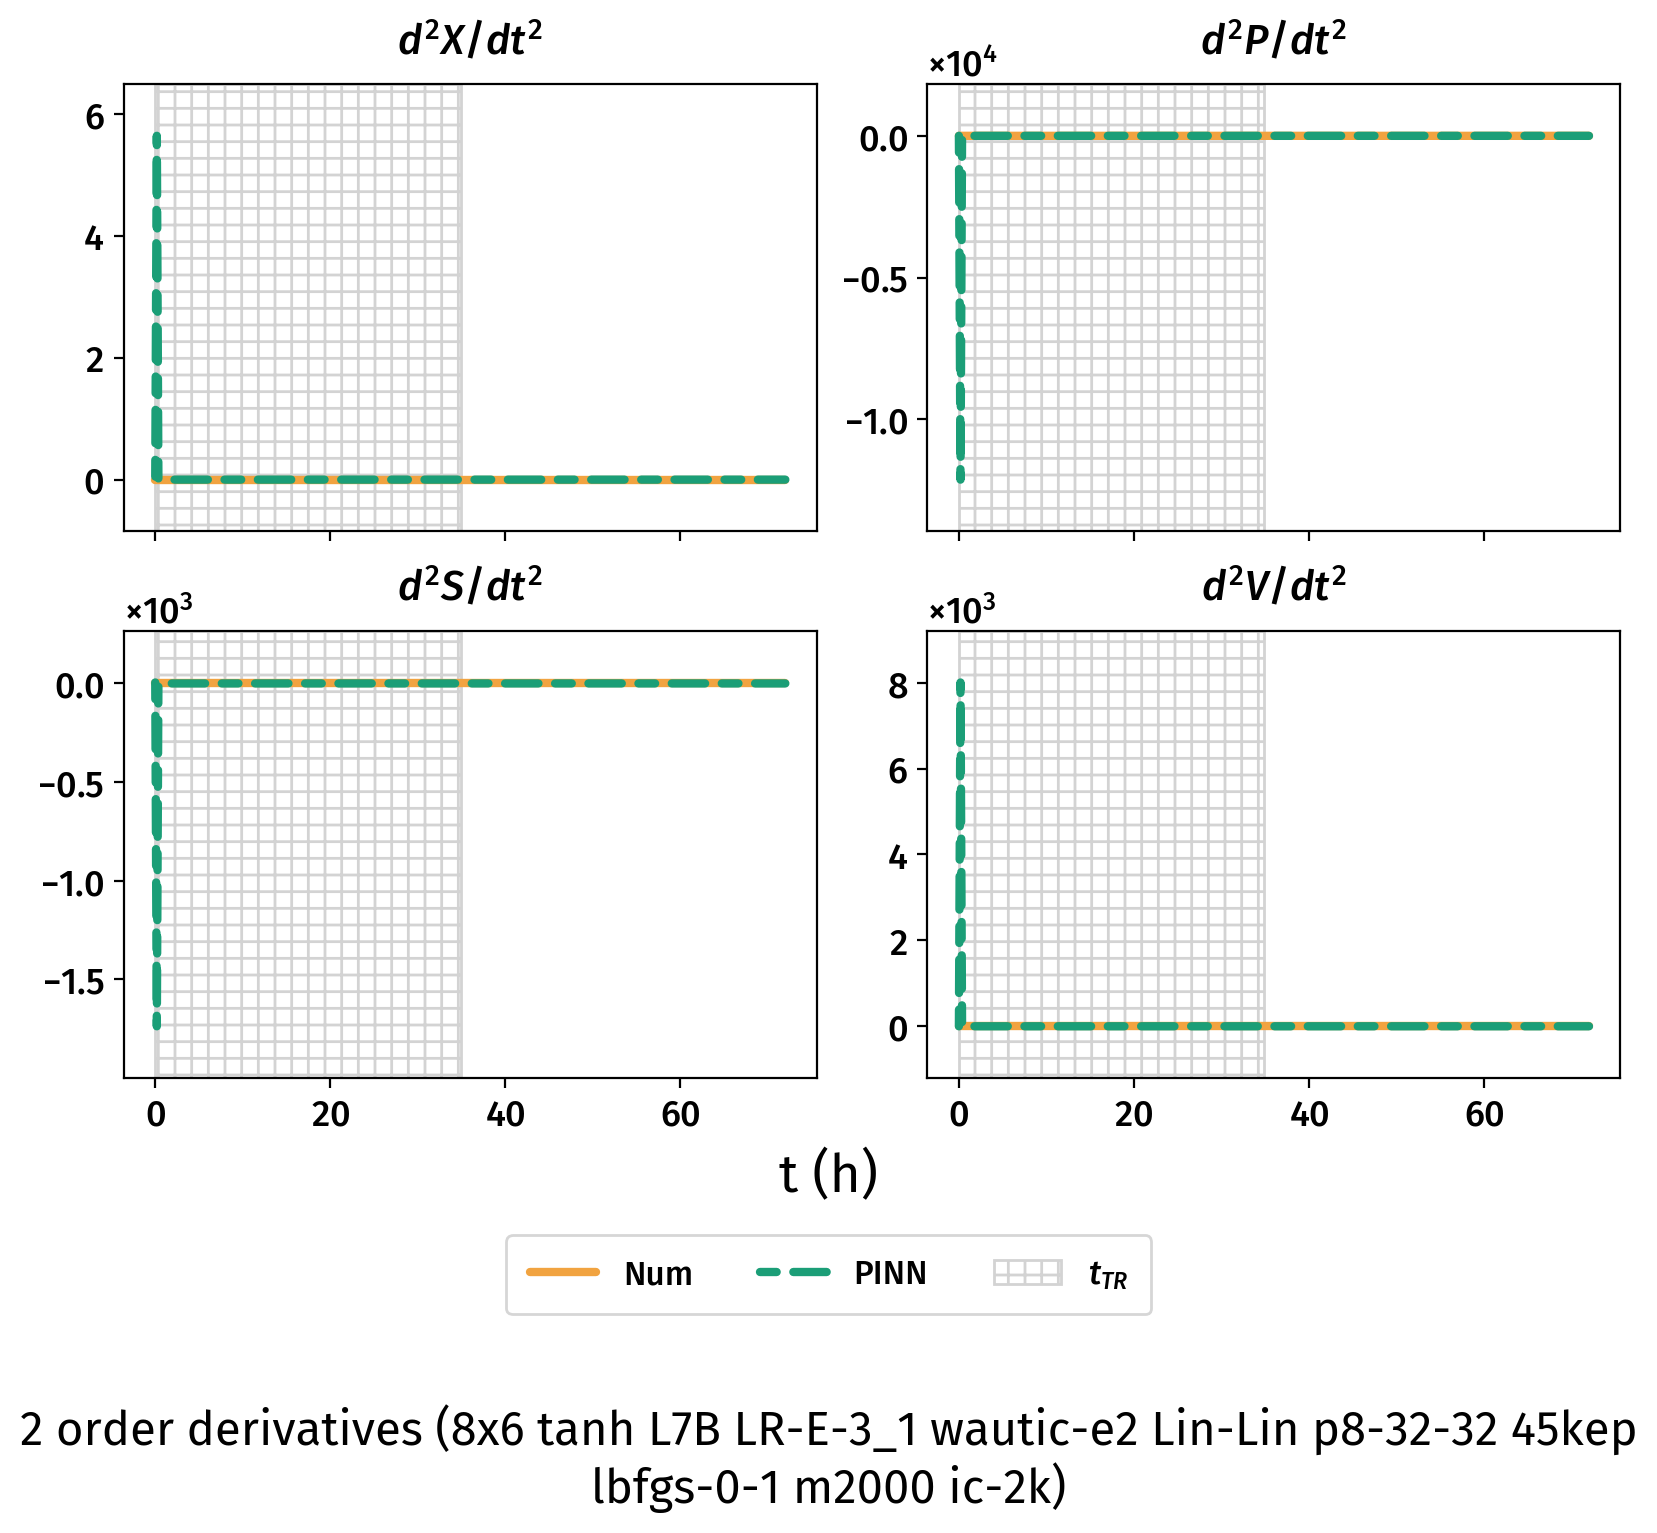 d²X/dt²
d²P/dt²
×10⁴
6
4
2
0
0.0
−0.5
−1.0
d²S/dt²
d²V/dt²
×10³
×10³
0.0
−0.5
−1.0
−1.5
8
6
4
2
0
0 20 40 60
0 20 40 60
t (h)
Num PINN t_TR
2 order derivatives (8x6 tanh L7B LR-E-3_1 wautic-e2 Lin-Lin p8-32-32 45kep
lbfgs-0-1 m2000 ic-2k)